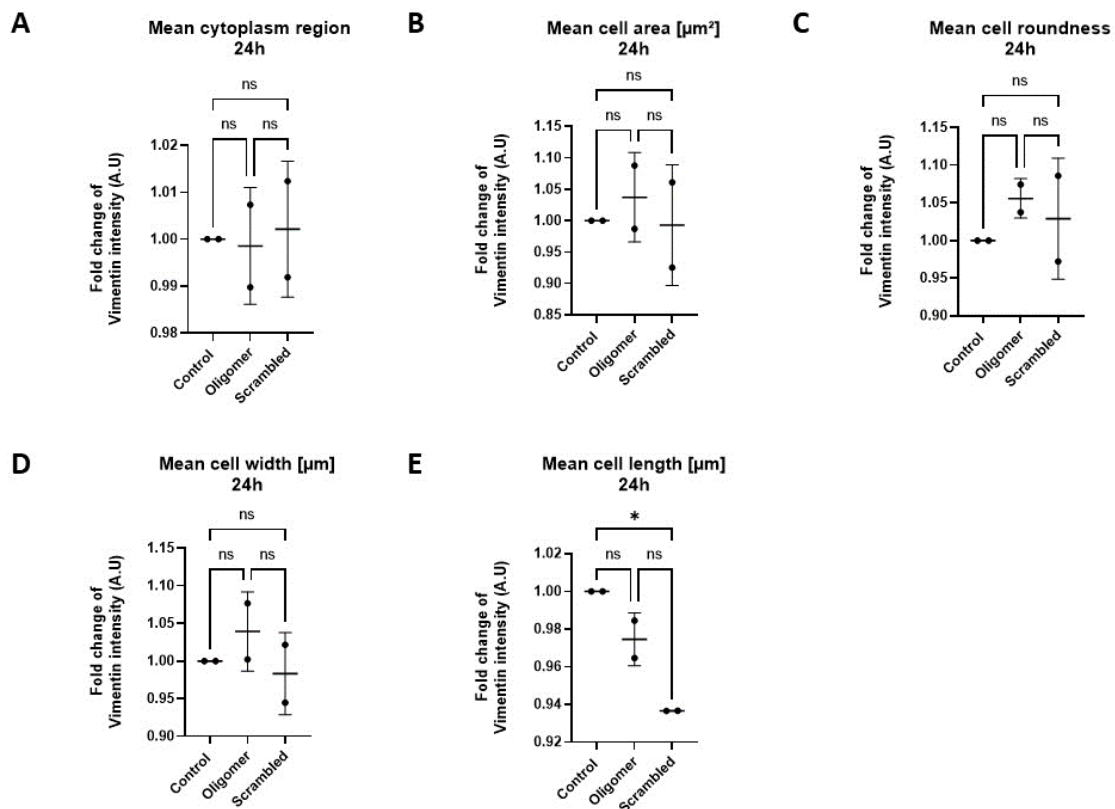 A
Mean cytoplasm region
24h
ns
ns
ns
Fold change of
Vimentin intensity (A.U)
1.02
1.01
1.00
0.99
0.98
Control
Oligomer
Scrambled
B
Mean cell area [µm²]
24h
ns
ns
ns
Fold change of
Vimentin intensity (A.U)
1.15
1.10
1.05
1.00
0.95
0.90
0.85
Control
Oligomer
Scrambled
C
Mean cell roundness
24h
ns
ns
ns
Fold change of
Vimentin intensity (A.U)
1.15
1.10
1.05
1.00
0.95
0.90
Control
Oligomer
Scrambled
D
Mean cell width [µm]
24h
ns
ns
ns
Fold change of
Vimentin intensity (A.U)
1.15
1.10
1.05
1.00
0.95
0.90
Control
Oligomer
Scrambled
E
Mean cell length [µm]
24h
*
ns
ns
Fold change of
Vimentin intensity (A.U)
1.02
1.00
0.98
0.96
0.94
0.92
Control
Oligomer
Scrambled